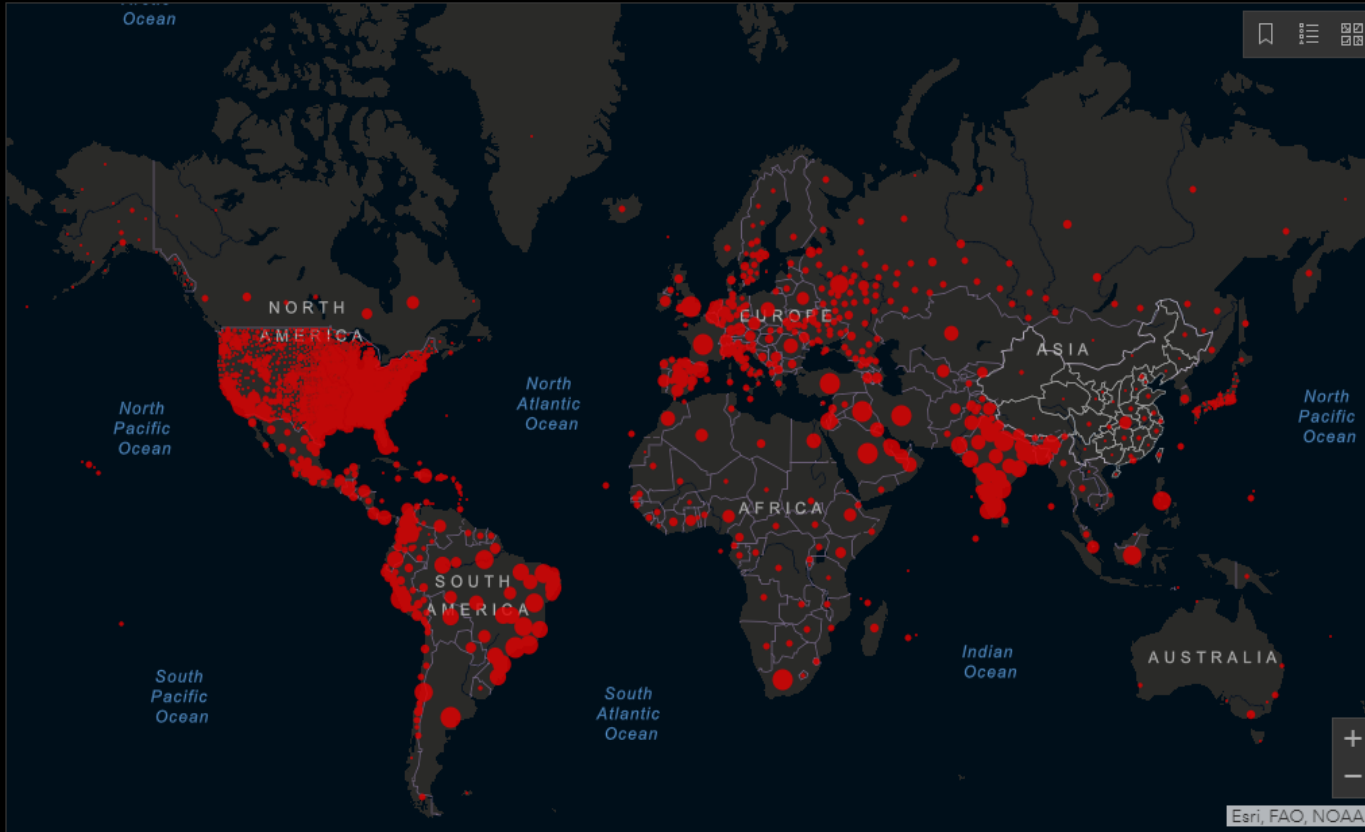 Ocean
NORTH
AMERICA
EUROPE
ASIA
North
Atlantic
Ocean
North
Pacific
Ocean
North
Pacific
Ocean
AFRICA
SOUTH
AMERICA
Indian
Ocean
AUSTRALIA
South
Pacific
Ocean
South
Atlantic
Ocean
+
−
Esri, FAO, NOAA